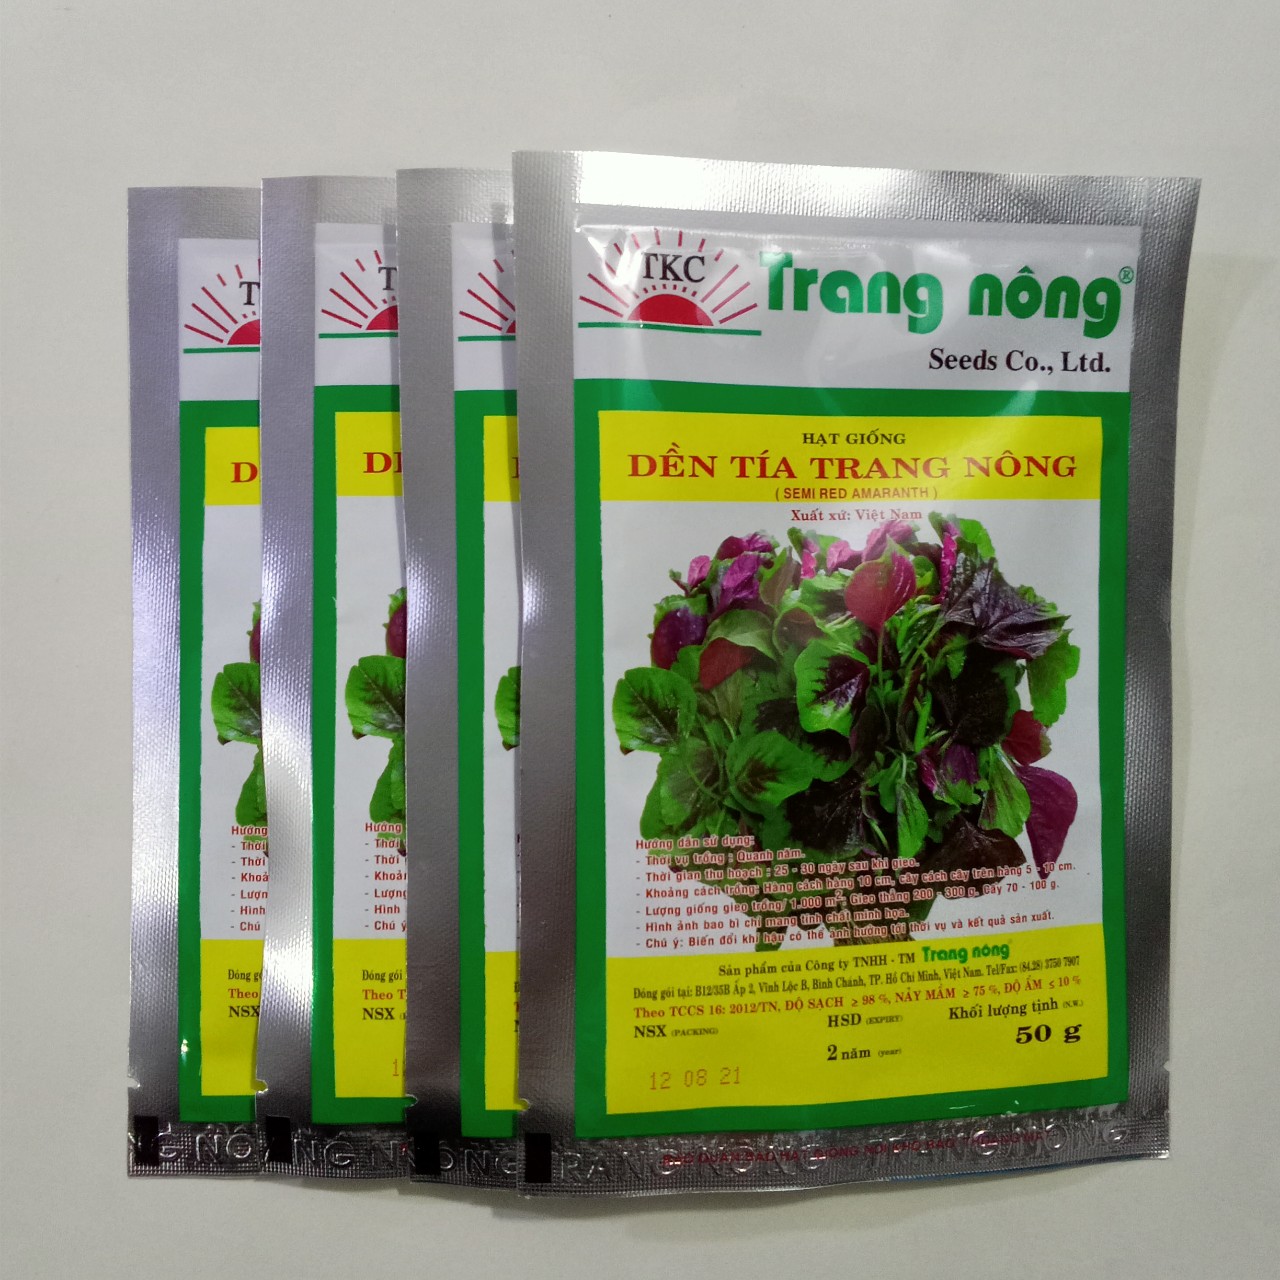 TKC
Trang nông®
Seeds Co., Ltd.
HẠT GIỐNG
DỀN TÍA TRANG NÔNG
( SEMI RED AMARANTH )
Xuất xứ: Việt Nam
Hướng dẫn sử dụng:
- Thời vụ trồng : Quanh năm.
- Thời gian thu hoạch : 25 - 30 ngày sau khi gieo.
- Khoảng cách trồng: Hàng cách hàng 10 cm, cây cách cây trên hàng 5 - 10 cm.
- Lượng giống gieo trồng/ 1.000 m²: Gieo thẳng 200 - 300 g, Cấy 70 - 100 g.
- Hình ảnh bao bì chỉ mang tính chất minh họa.
- Chú ý: Biến đổi khí hậu có thể ảnh hưởng tới thời vụ và kết quả sản xuất.
Sản phẩm của Công ty TNHH - TM Trang nông
Đóng gói tại: B12/35B Ấp 2, Vĩnh Lộc B, Bình Chánh, TP. Hồ Chí Minh, Việt Nam. Tel/Fax: (84.28) 3750 7907
Theo TCCS 16: 2012/TN, ĐỘ SẠCH ≥ 98 %, NẢY MẦM ≥ 75 %, ĐỘ ẨM ≤ 10 %
NSX (PACKING) HSD (EXPIRY) Khối lượng tịnh (N.W.)
2 năm (year) 50 g
12 08 21
TRANG NÔNG TRANG NÔNG